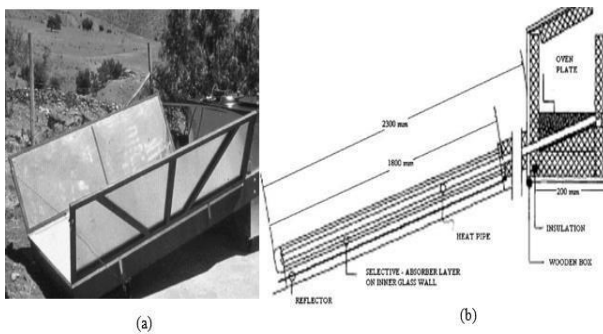 OVEN
PLATE
2300 mm
1800 mm
200 mm
HEAT PIPE
INSULATION
SELECTIVE - ABSORBER LAYER
ON INNER GLASS WALL
WOODEN BOX
REFLECTOR
(a)
(b)